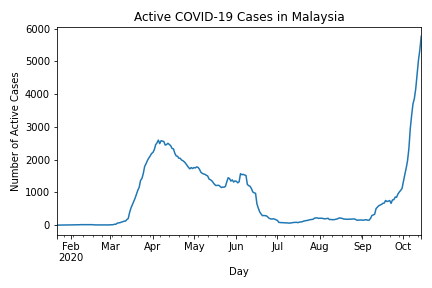 Active COVID-19 Cases in Malaysia
Number of Active Cases
6000
5000
4000
3000
2000
1000
0
Feb Mar Apr May Jun Jul Aug Sep Oct
2020
Day